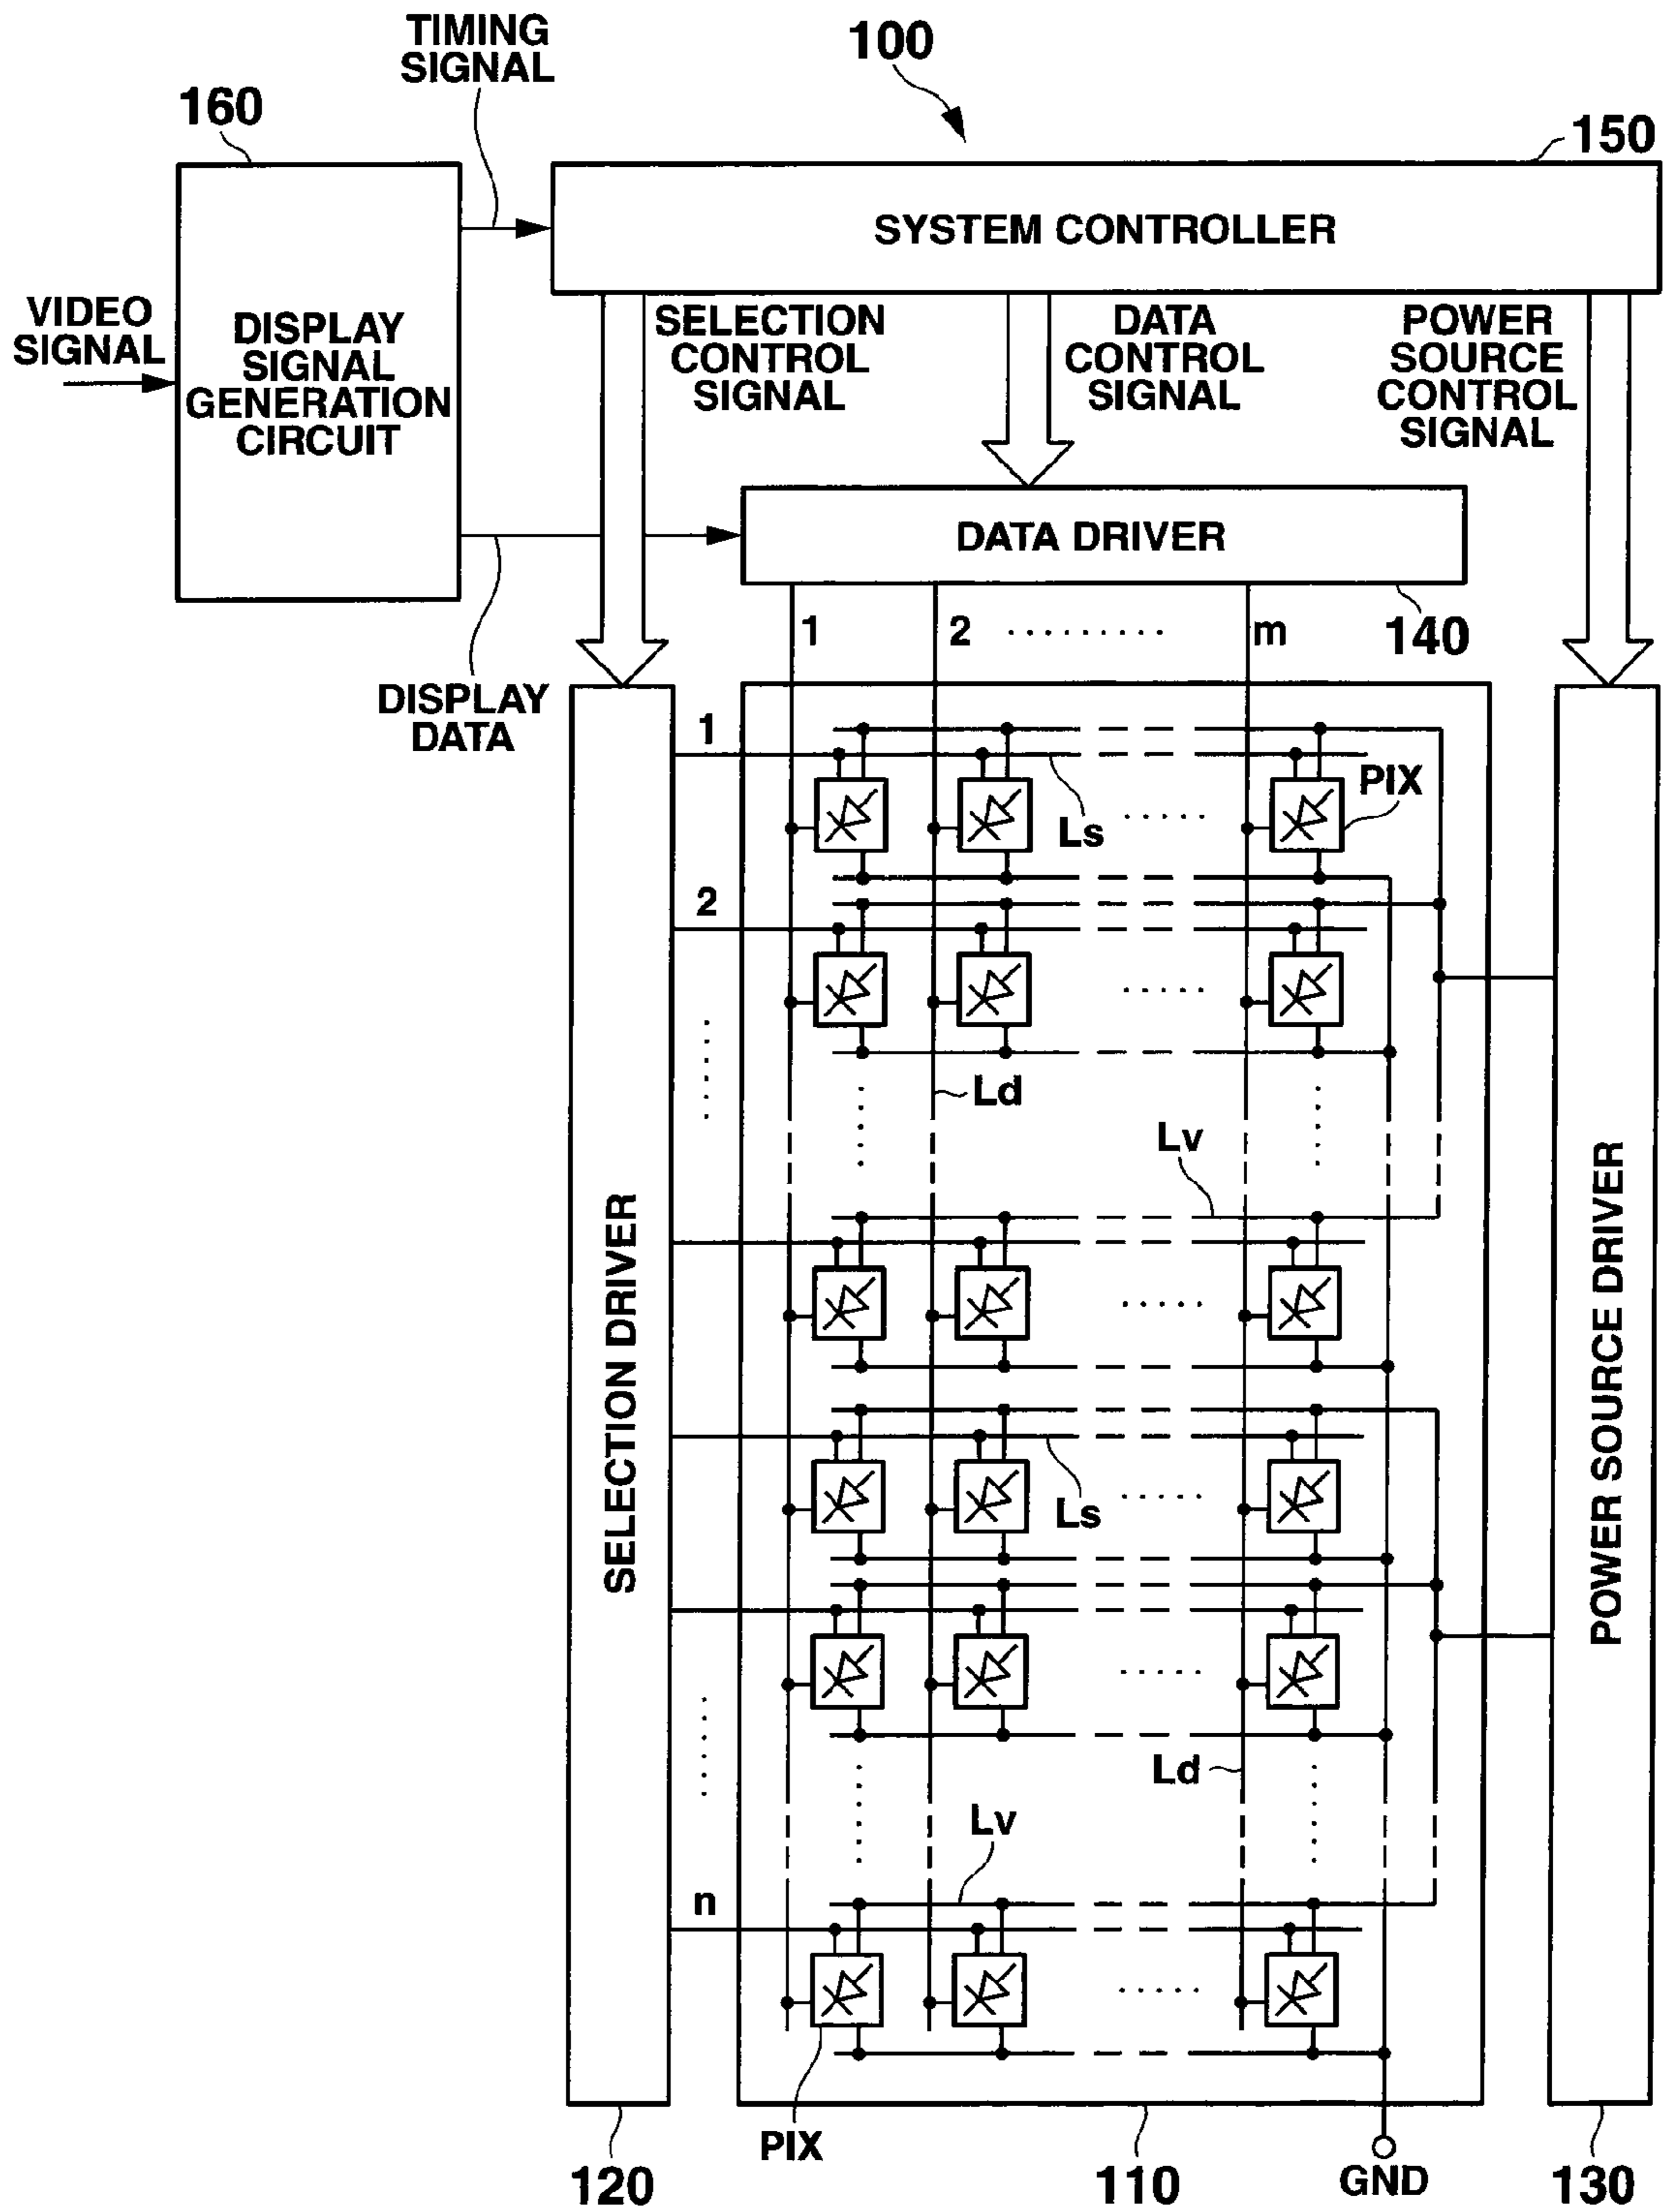 TIMING
SIGNAL
100
160
150
SYSTEM CONTROLLER
VIDEO
SIGNAL
DISPLAY
SIGNAL
GENERATION
CIRCUIT
SELECTION
CONTROL
SIGNAL
DATA
CONTROL
SIGNAL
POWER
SOURCE
CONTROL
SIGNAL
DATA DRIVER
1
2
m
140
DISPLAY
DATA
1
PIX
Ls
2
Ld
Lv
SELECTION DRIVER
POWER SOURCE DRIVER
Ls
Ld
Lv
n
PIX
120
110
GND
130